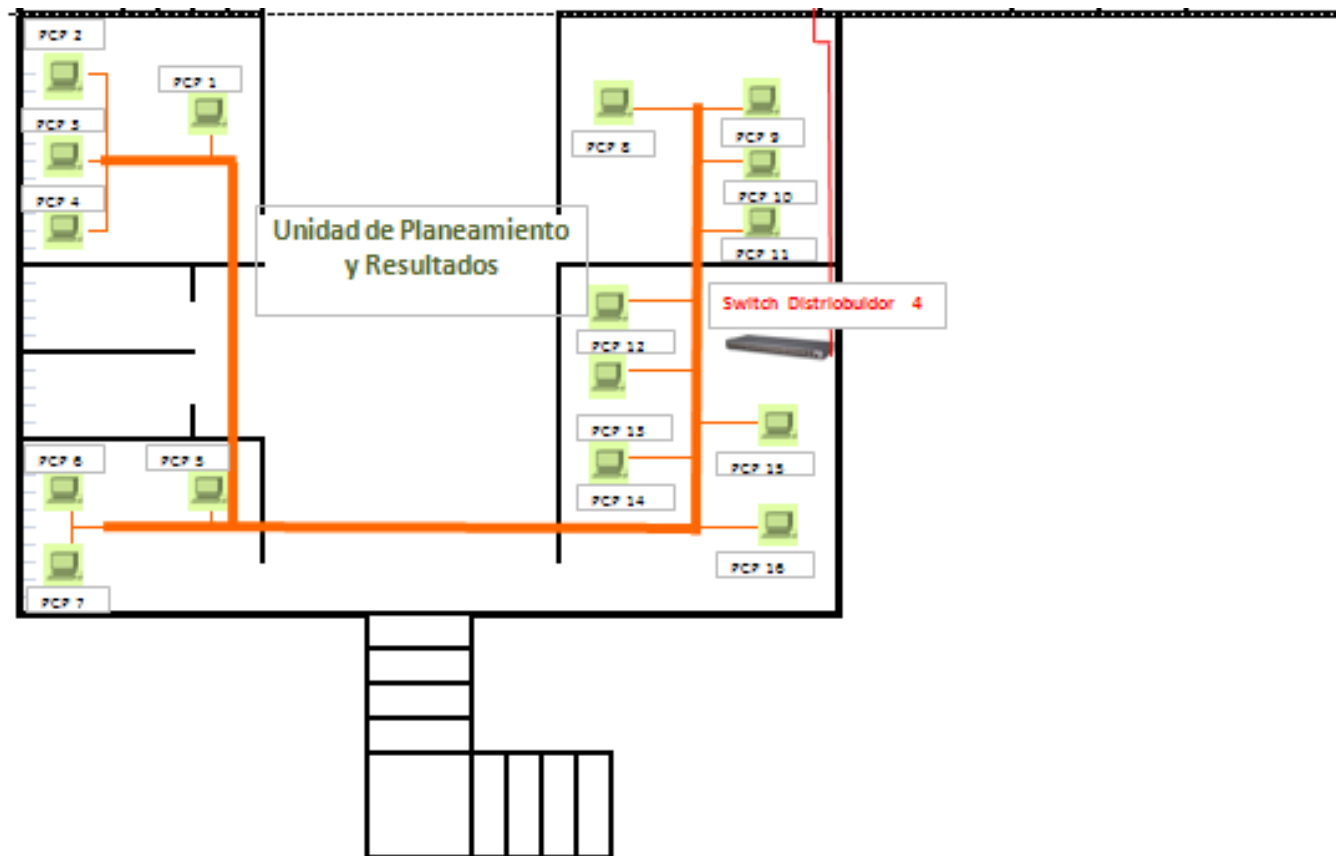 PCP 2
PCP 1
PCP 3
PCP 4
PCP 8
PCP 9
PCP 10
PCP 11
Unidad de Planeamiento
y Resultados
Switch Distriobuidor 4
PCP 12
PCP 13
PCP 14
PCP 15
PCP 16
PCP 6
PCP 5
PCP 7